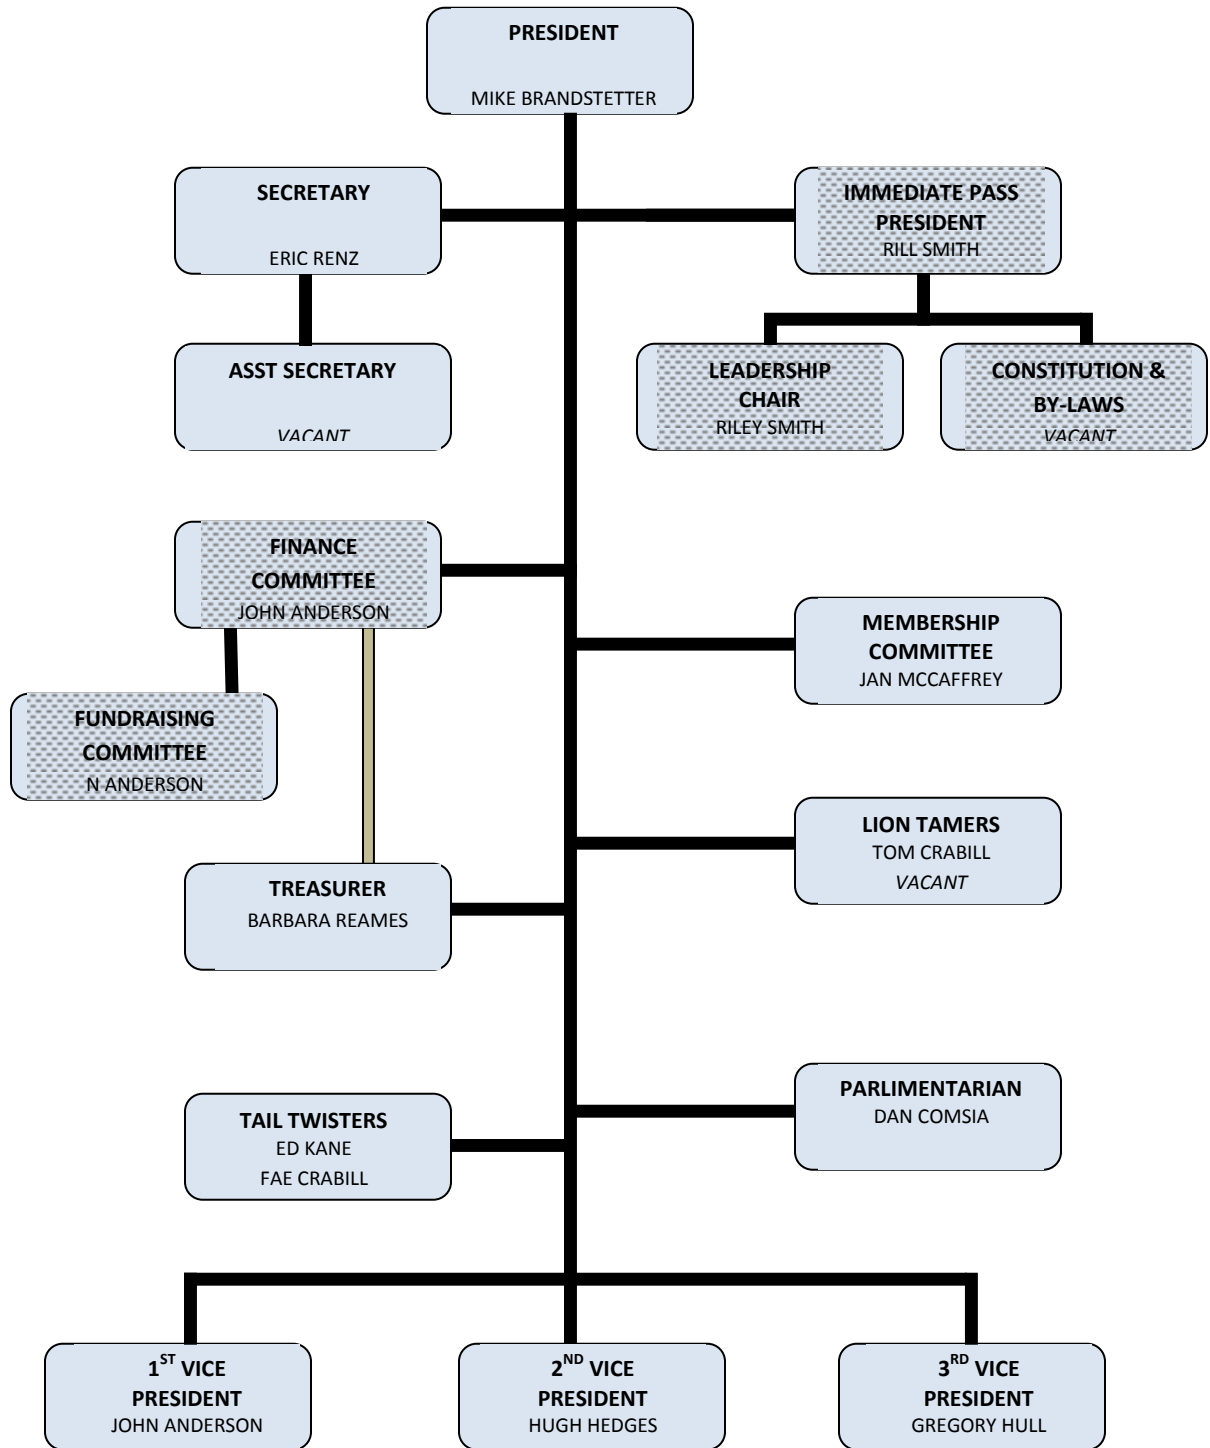 PRESIDENT
MIKE BRANDSTETTER
SECRETARY
ERIC RENZ
IMMEDIATE PASS
PRESIDENT
RILL SMITH
ASST SECRETARY
VACANT
LEADERSHIP
CHAIR
RILEY SMITH
CONSTITUTION &
BY-LAWS
VACANT
FINANCE
COMMITTEE
JOHN ANDERSON
MEMBERSHIP
COMMITTEE
JAN MCCAFFREY
FUNDRAISING
COMMITTEE
N ANDERSON
LION TAMERS
TOM CRABILL
VACANT
TREASURER
BARBARA REAMES
PARLIMENTARIAN
DAN COMSIA
TAIL TWISTERS
ED KANE
FAE CRABILL
1ST VICE
PRESIDENT
JOHN ANDERSON
2ND VICE
PRESIDENT
HUGH HEDGES
3RD VICE
PRESIDENT
GREGORY HULL